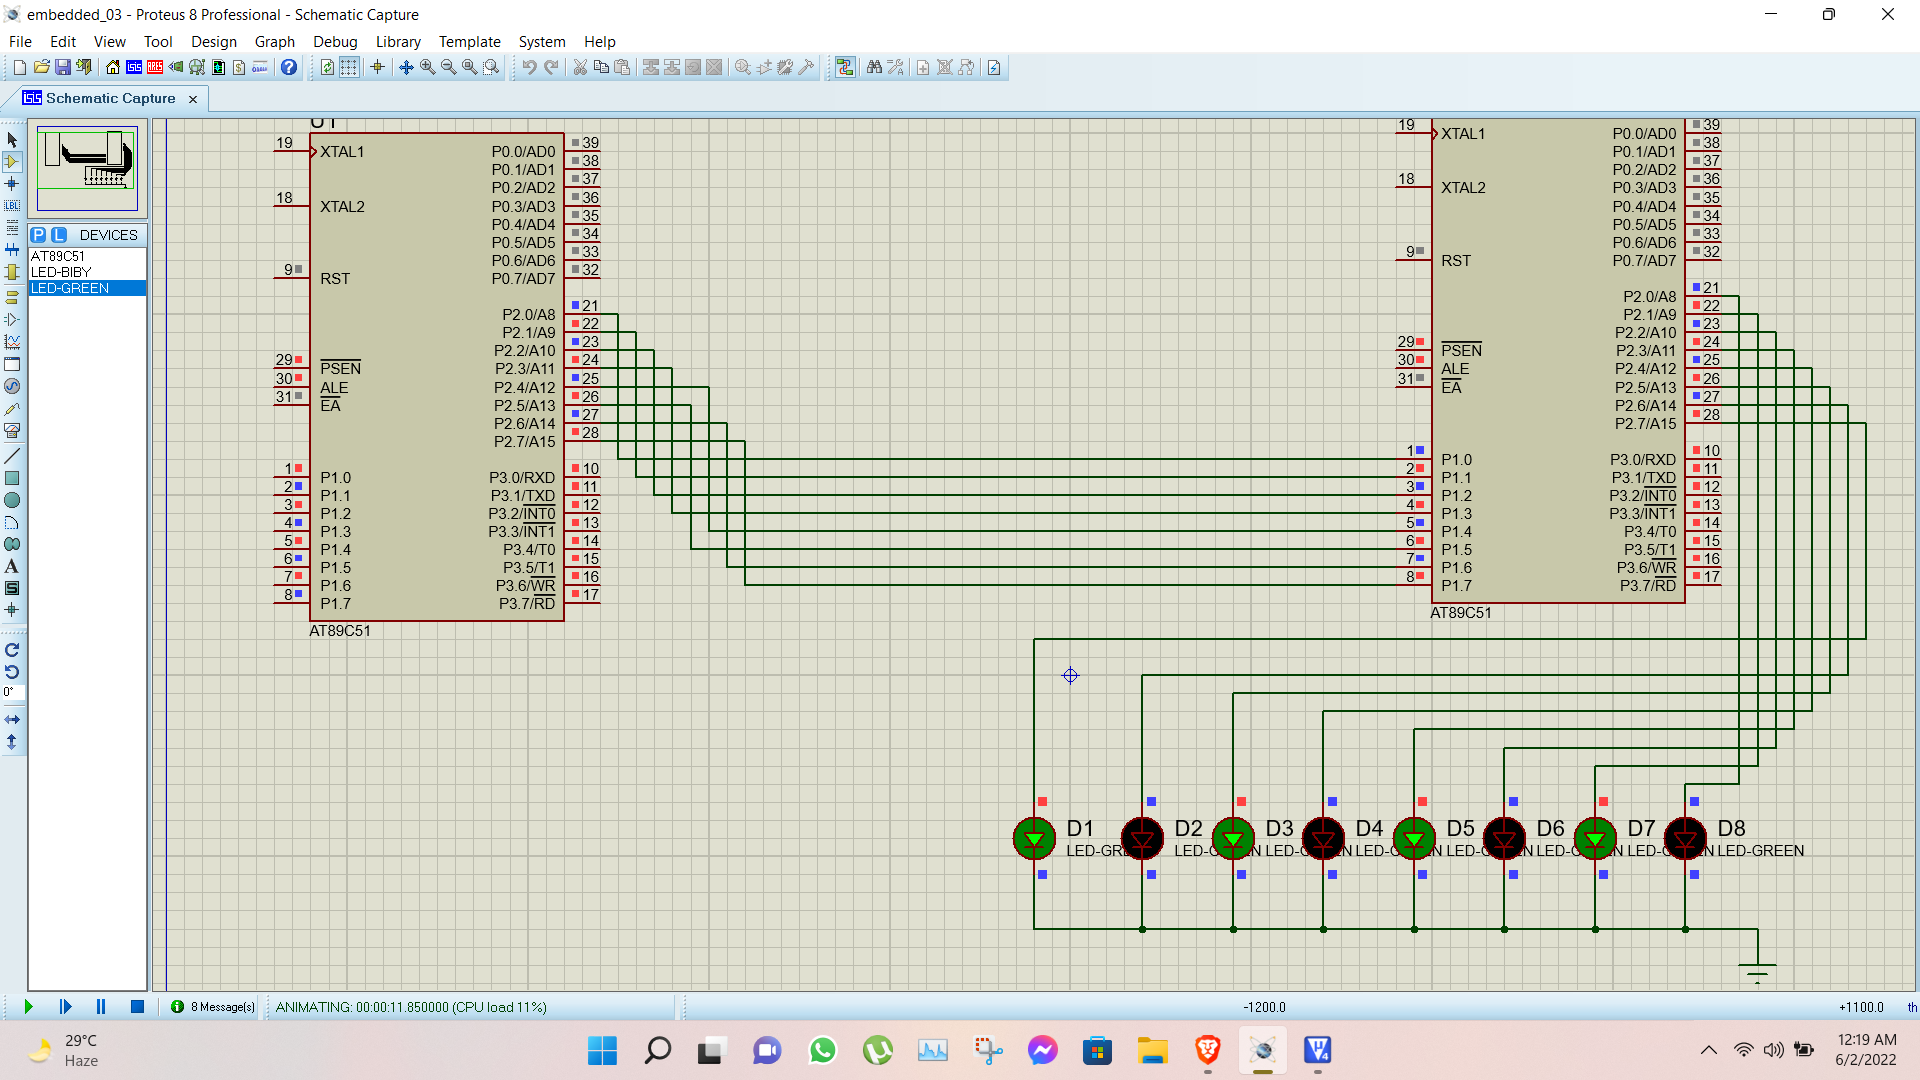 embedded_03 - Proteus 8 Professional - Schematic Capture
File Edit View Tool Design Graph Debug Library Template System Help
Schematic Capture
P L DEVICES
AT89C51
LED-BIBY
LED-GREEN
0°
U1
19 XTAL1
18 XTAL2
9 RST
29 PSEN
30 ALE
31 EA
1 P1.0
2 P1.1
3 P1.2
4 P1.3
5 P1.4
6 P1.5
7 P1.6
8 P1.7
P0.0/AD0 39
P0.1/AD1 38
P0.2/AD2 37
P0.3/AD3 36
P0.4/AD4 35
P0.5/AD5 34
P0.6/AD6 33
P0.7/AD7 32
P2.0/A8 21
P2.1/A9 22
P2.2/A10 23
P2.3/A11 24
P2.4/A12 25
P2.5/A13 26
P2.6/A14 27
P2.7/A15 28
P3.0/RXD 10
P3.1/TXD 11
P3.2/INT0 12
P3.3/INT1 13
P3.4/T0 14
P3.5/T1 15
P3.6/WR 16
P3.7/RD 17
AT89C51
19 XTAL1
18 XTAL2
9 RST
29 PSEN
30 ALE
31 EA
1 P1.0
2 P1.1
3 P1.2
4 P1.3
5 P1.4
6 P1.5
7 P1.6
8 P1.7
P0.0/AD0 39
P0.1/AD1 38
P0.2/AD2 37
P0.3/AD3 36
P0.4/AD4 35
P0.5/AD5 34
P0.6/AD6 33
P0.7/AD7 32
P2.0/A8 21
P2.1/A9 22
P2.2/A10 23
P2.3/A11 24
P2.4/A12 25
P2.5/A13 26
P2.6/A14 27
P2.7/A15 28
P3.0/RXD 10
P3.1/TXD 11
P3.2/INT0 12
P3.3/INT1 13
P3.4/T0 14
P3.5/T1 15
P3.6/WR 16
P3.7/RD 17
AT89C51
D1 D2 D3 D4 D5 D6 D7 D8
LED-GREEN
8 Message(s) ANIMATING: 00:00:11.850000 (CPU load 11%) -1200.0 +1100.0 th
29°C
Haze
12:19 AM
6/2/2022